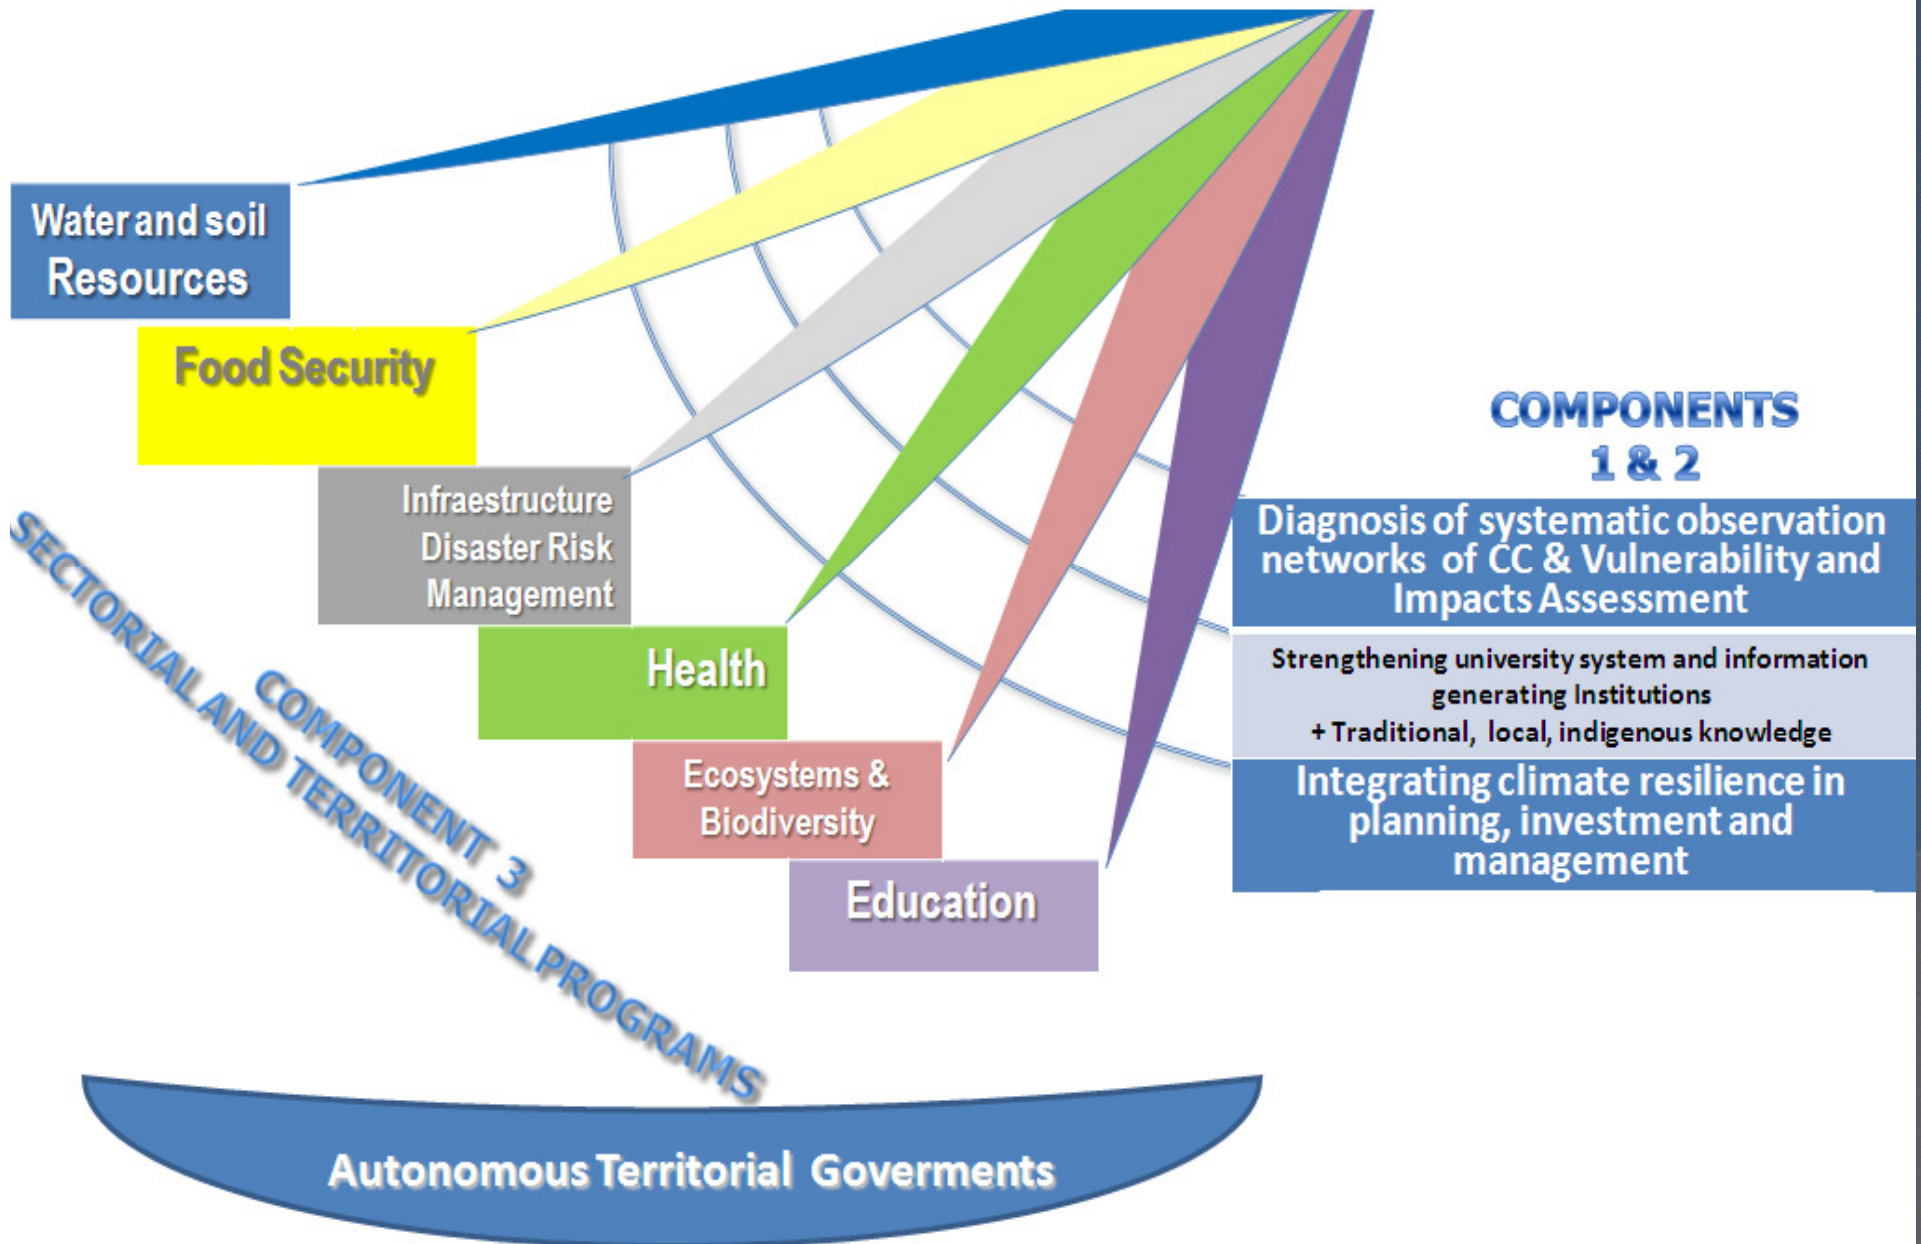 Water and soil
Resources
Food Security
Infraestructure
Disaster Risk
Management
Health
Ecosystems &
Biodiversity
Education
COMPONENT 3
SECTORIAL AND TERRITORIAL PROGRAMS
COMPONENTS
1 & 2
Diagnosis of systematic observation
networks of CC & Vulnerability and
Impacts Assessment
Strengthening university system and information
generating Institutions
+ Traditional, local, indigenous knowledge
Integrating climate resilience in
planning, investment and
management
Autonomous Territorial Goverments